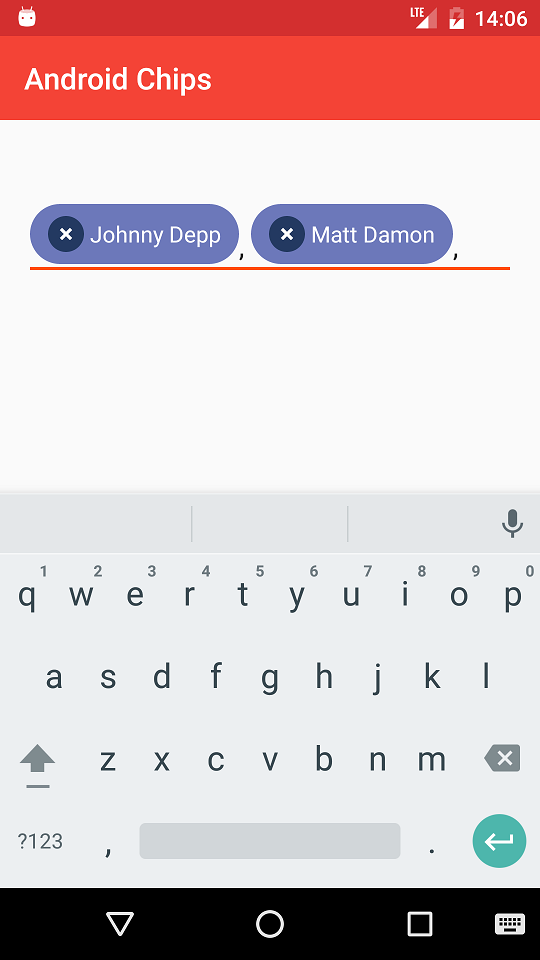 LTE 14:06
Android Chips
Johnny Depp , Matt Damon ,
1 2 3 4 5 6 7 8 9 0
q w e r t y u i o p
a s d f g h j k l
z x c v b n m
?123 , .